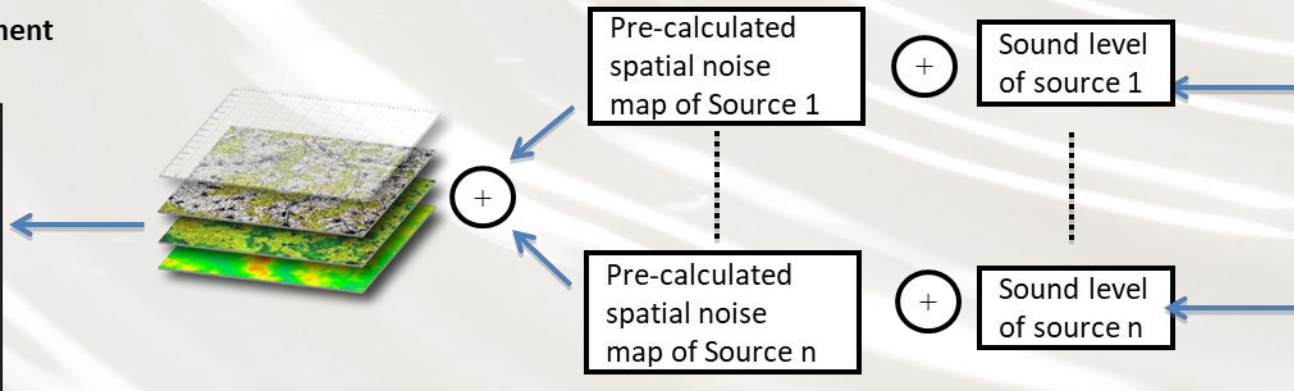 Pre-calculated
spatial noise
map of Source 1
+
Sound level
of source 1
+
Pre-calculated
spatial noise
map of Source n
+
Sound level
of source n